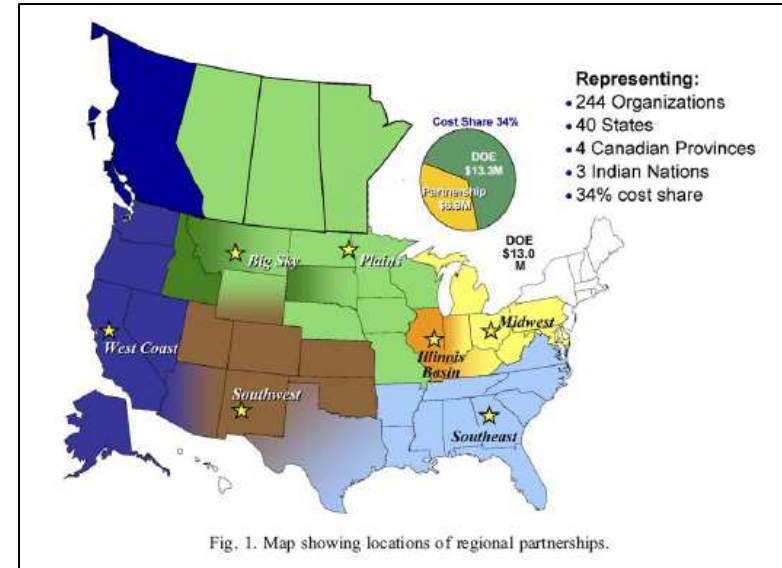 Representing:
• 244 Organizations
• 40 States
• 4 Canadian Provinces
• 3 Indian Nations
• 34% cost share
Cost Share 34%
DOE
$13.3M
Partnership
DOE
$13.0
M
Big Sky
Plains
West Coast
Midwest
Illinois
Basin
Southwest
Southeast
Fig. 1. Map showing locations of regional partnerships.